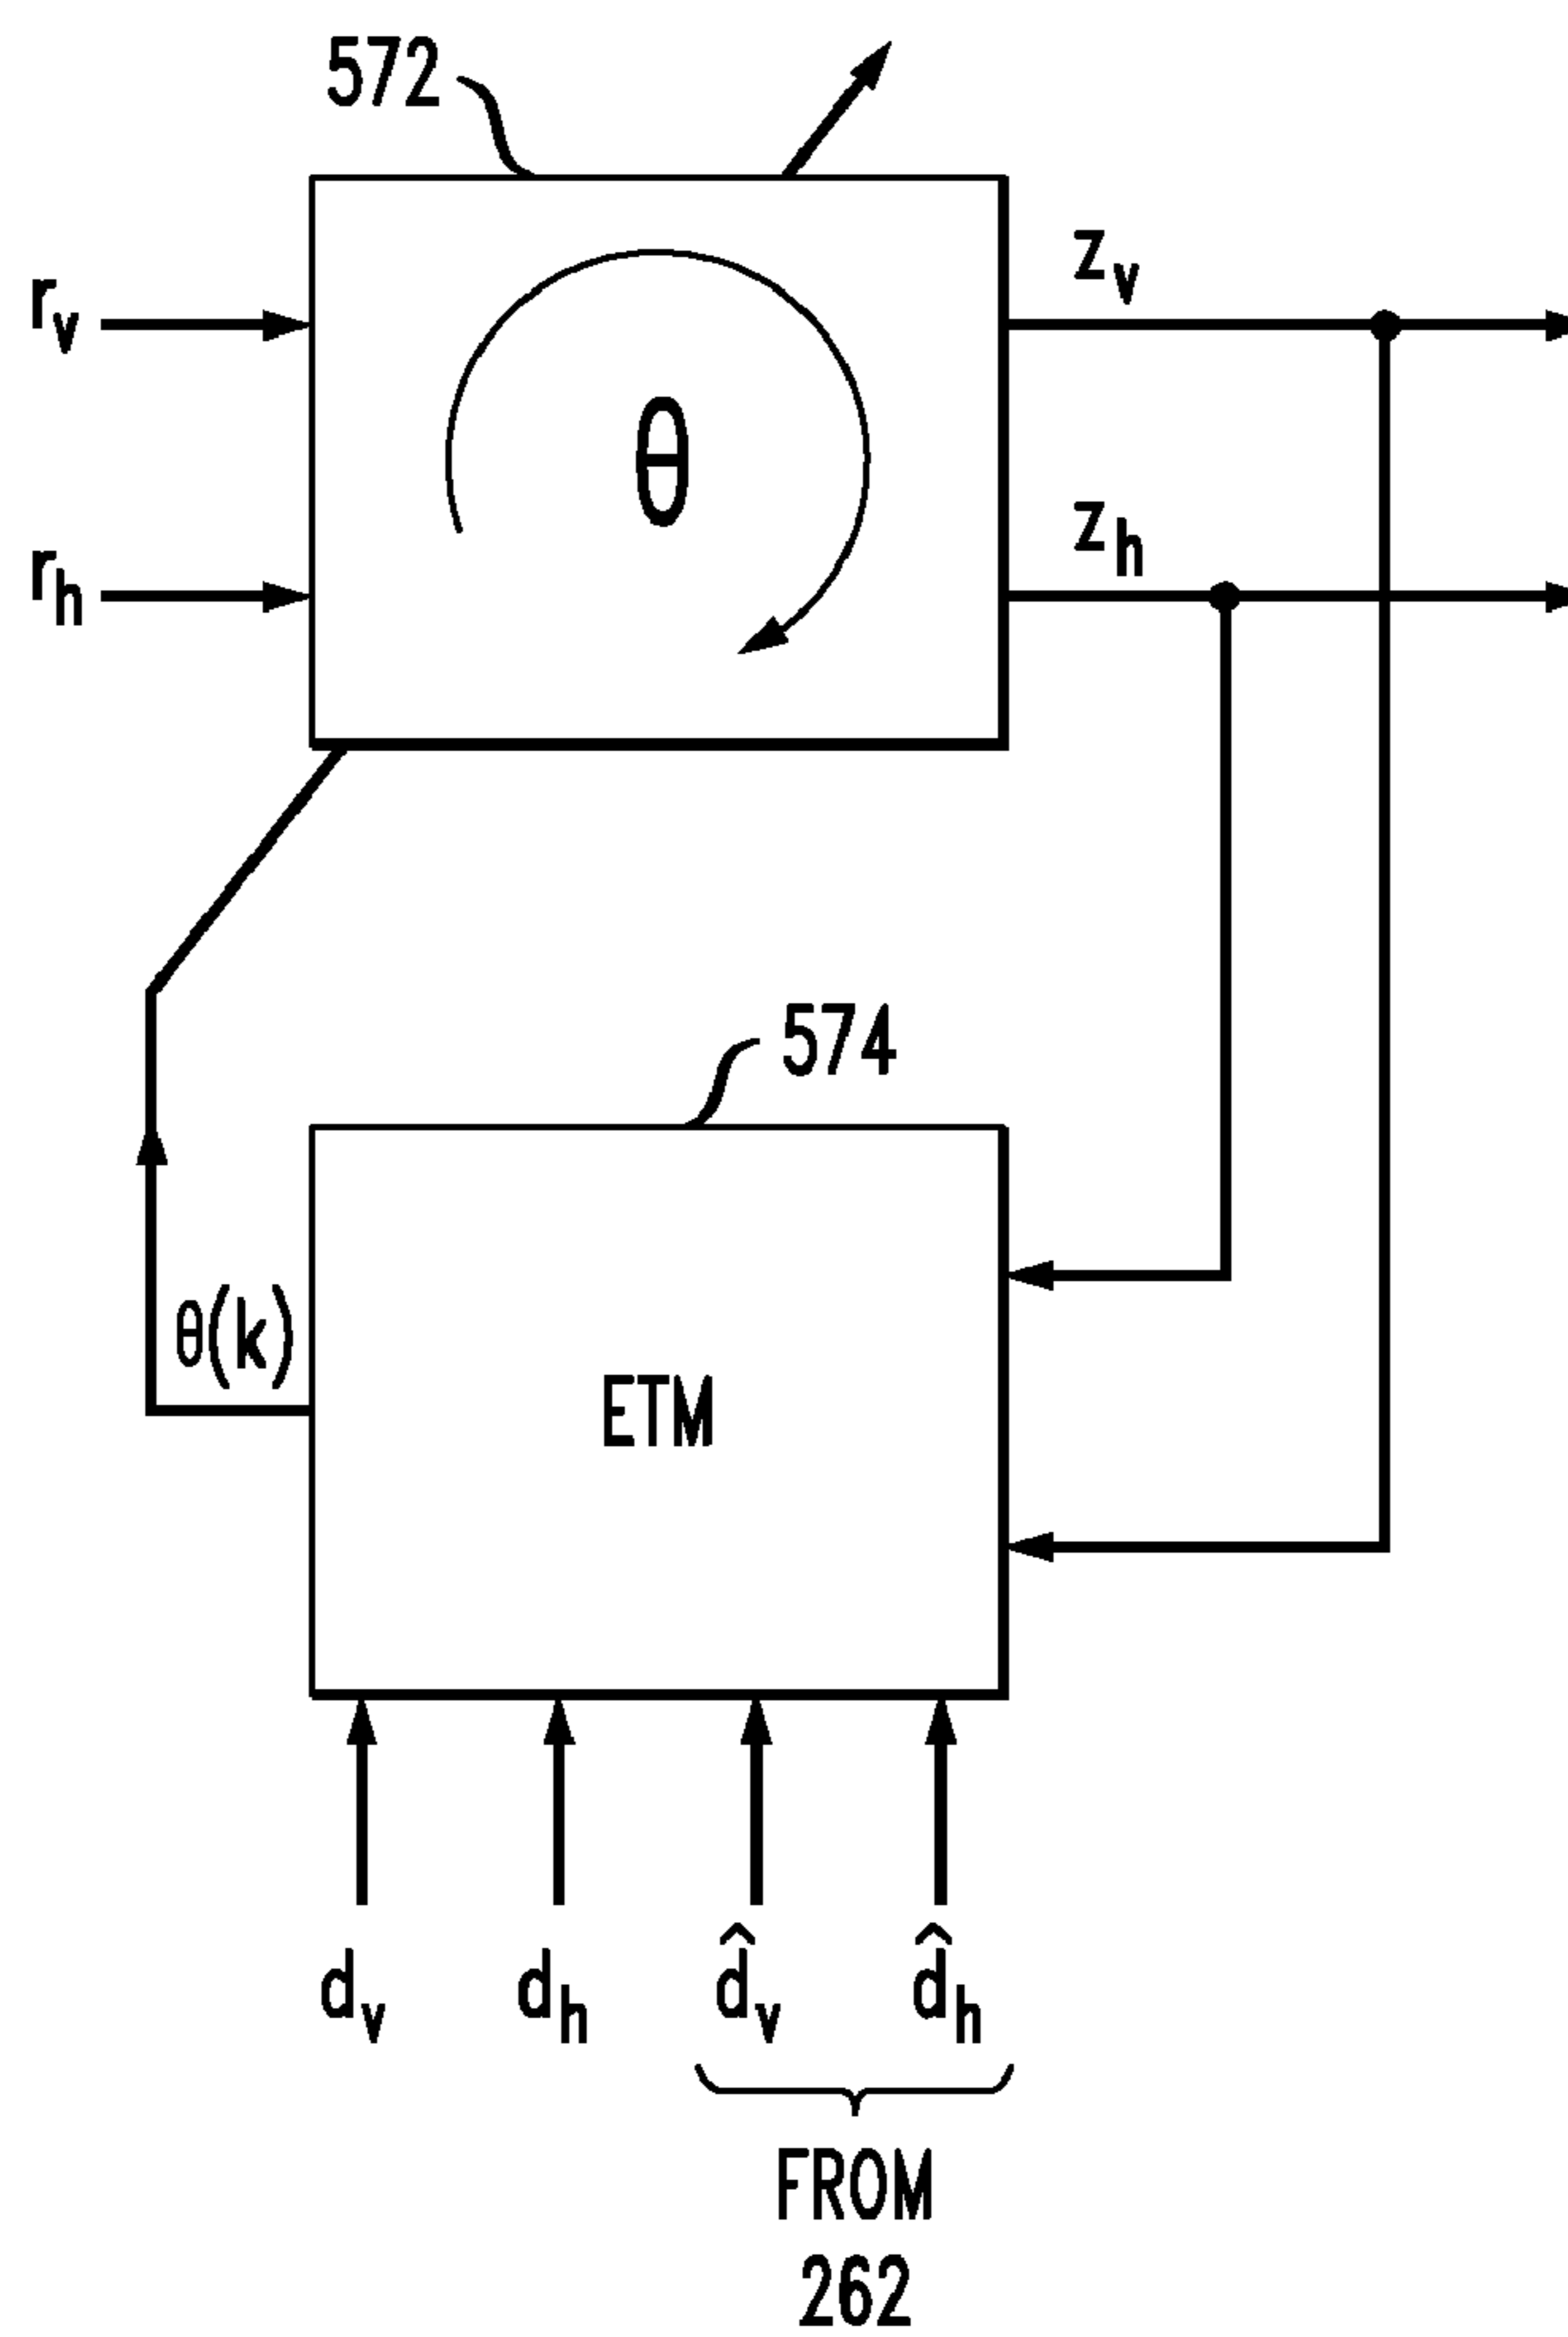 572
r_v
z_v
θ
r_h
z_h
574
θ(k)
ETM
d_v d_h d̂_v d̂_h
FROM
262